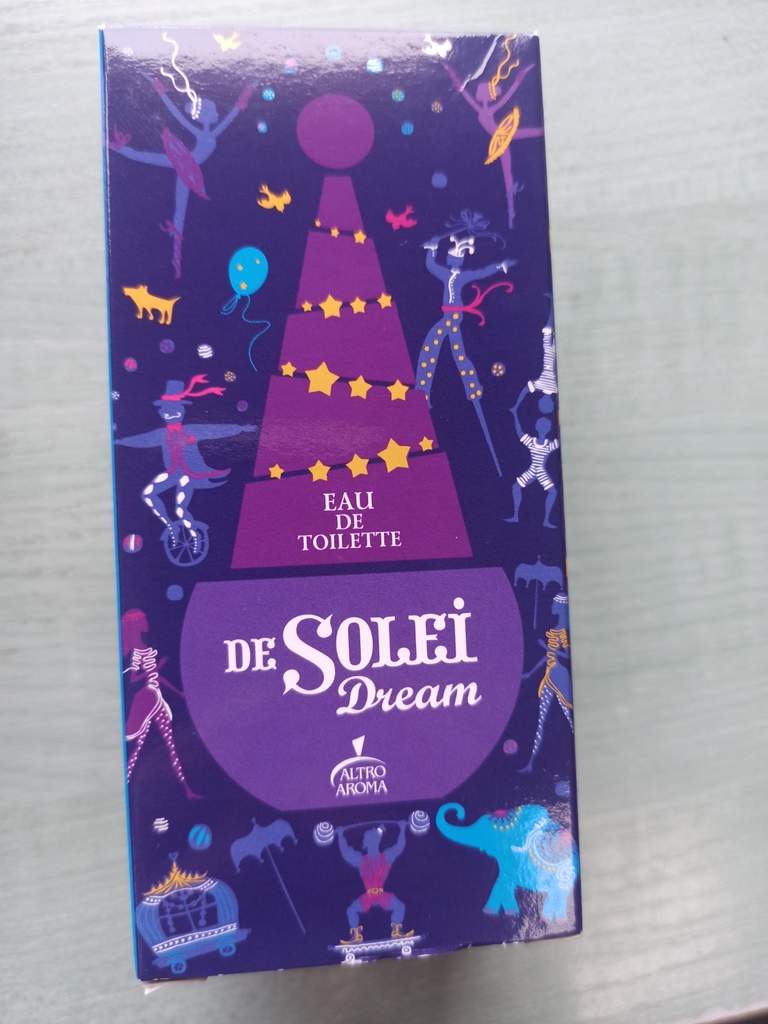 EAU
DE
TOILETTE
DE SOLEi
Dream
ALTRO
AROMA